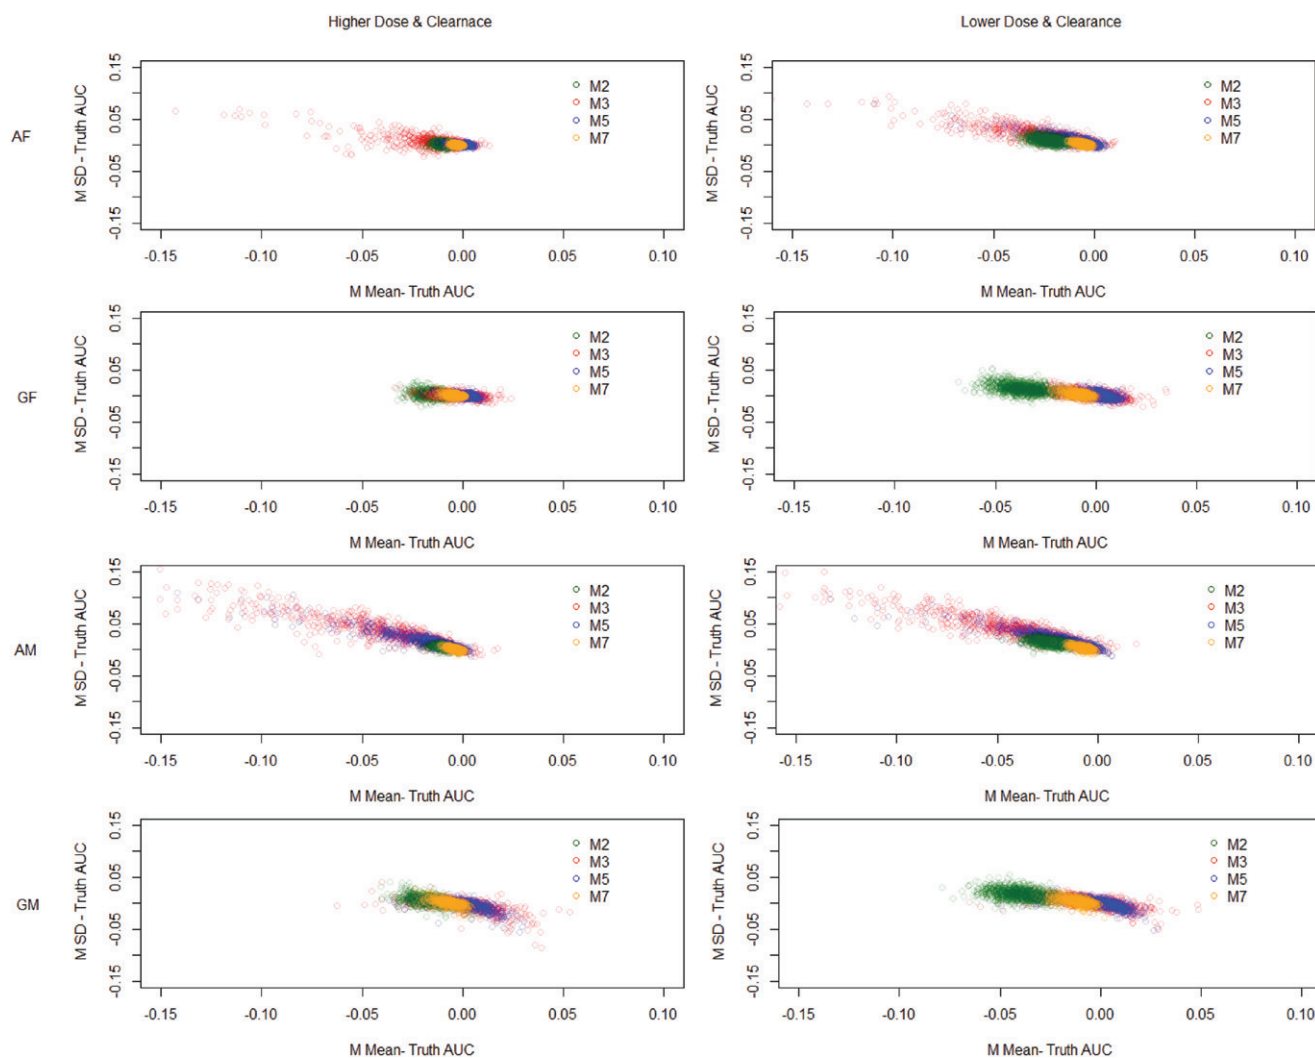 Higher Dose & Clearnace
Lower Dose & Clearance
AF
M SD - Truth AUC
0.15
0.05
-0.05
-0.15
M2
M3
M5
M7
-0.15 -0.10 -0.05 0.00 0.05 0.10
M Mean- Truth AUC
M SD - Truth AUC
0.15
0.05
-0.05
-0.15
M2
M3
M5
M7
-0.15 -0.10 -0.05 0.00 0.05 0.10
M Mean- Truth AUC
GF
M SD - Truth AUC
0.15
0.05
-0.05
-0.15
M2
M3
M5
M7
-0.15 -0.10 -0.05 0.00 0.05 0.10
M Mean- Truth AUC
M SD - Truth AUC
0.15
0.05
-0.05
-0.15
M2
M3
M5
M7
-0.15 -0.10 -0.05 0.00 0.05 0.10
M Mean- Truth AUC
AM
M SD - Truth AUC
0.15
0.05
-0.05
-0.15
M2
M3
M5
M7
-0.15 -0.10 -0.05 0.00 0.05 0.10
M Mean- Truth AUC
M SD - Truth AUC
0.15
0.05
-0.05
-0.15
M2
M3
M5
M7
-0.15 -0.10 -0.05 0.00 0.05 0.10
M Mean- Truth AUC
GM
M SD - Truth AUC
0.15
0.05
-0.05
-0.15
M2
M3
M5
M7
-0.15 -0.10 -0.05 0.00 0.05 0.10
M Mean- Truth AUC
M SD - Truth AUC
0.15
0.05
-0.05
-0.15
M2
M3
M5
M7
-0.15 -0.10 -0.05 0.00 0.05 0.10
M Mean- Truth AUC